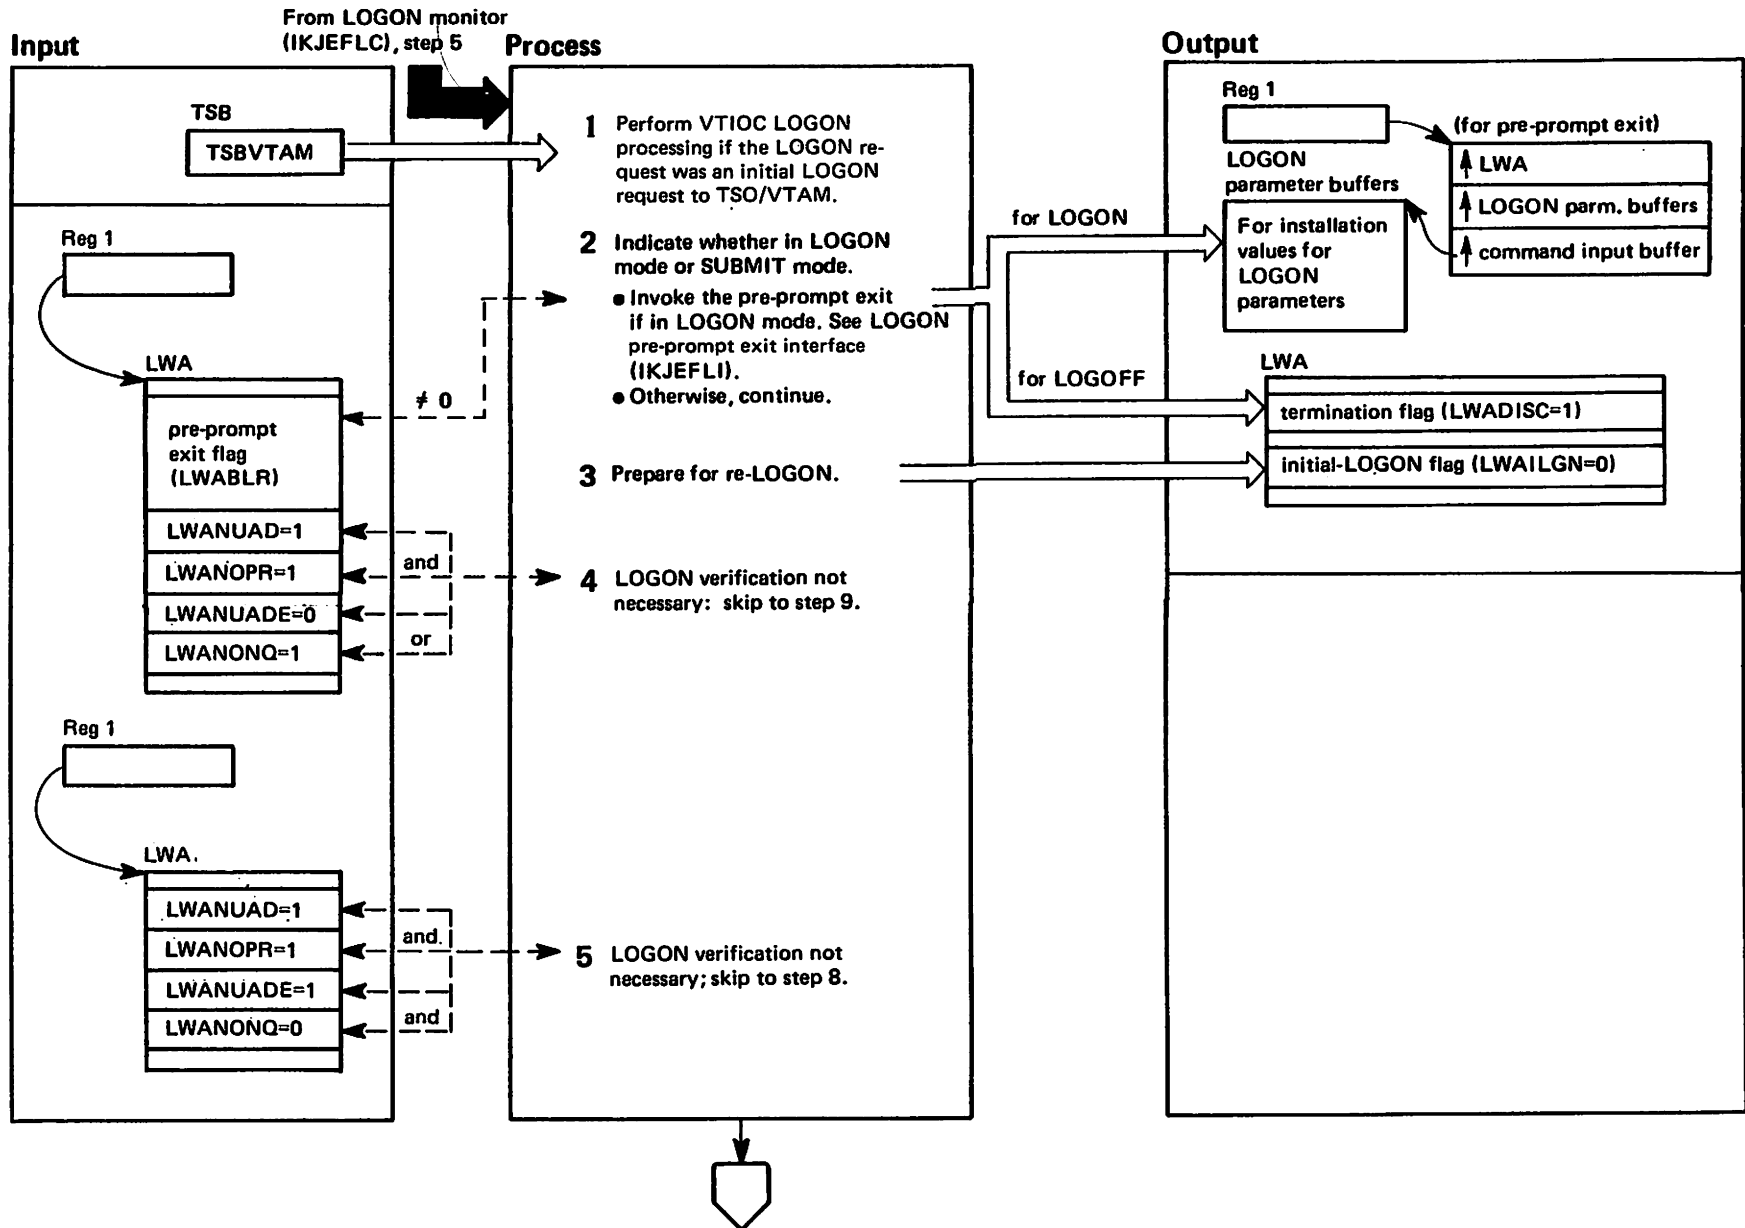 From LOGON monitor
(IKJEFLC), step 5
Input
Process
Output
TSB
TSBVTAM
Reg 1
LWA
pre-prompt
exit flag
(LWABLR)
LWANUAD=1
LWANOPR=1
LWANUADE=0
LWANONQ=1
≠ 0
and
or
Reg 1
LWA.
LWANUAD=1
LWANOPR=1
LWANUADE=1
LWANONQ=0
and.
and
1 Perform VTIOC LOGON
processing if the LOGON re-
quest was an initial LOGON
request to TSO/VTAM.
2 Indicate whether in LOGON
mode or SUBMIT mode.
• Invoke the pre-prompt exit
if in LOGON mode. See LOGON
pre-prompt exit interface
(IKJEFLI).
• Otherwise, continue.
3 Prepare for re-LOGON.
4 LOGON verification not
necessary: skip to step 9.
5 LOGON verification not
necessary; skip to step 8.
for LOGON
for LOGOFF
Reg 1
(for pre-prompt exit)
LWA
LOGON parm. buffers
command input buffer
LOGON
parameter buffers
For installation
values for
LOGON
parameters
LWA
termination flag (LWADISC=1)
initial-LOGON flag (LWAILGN=0)